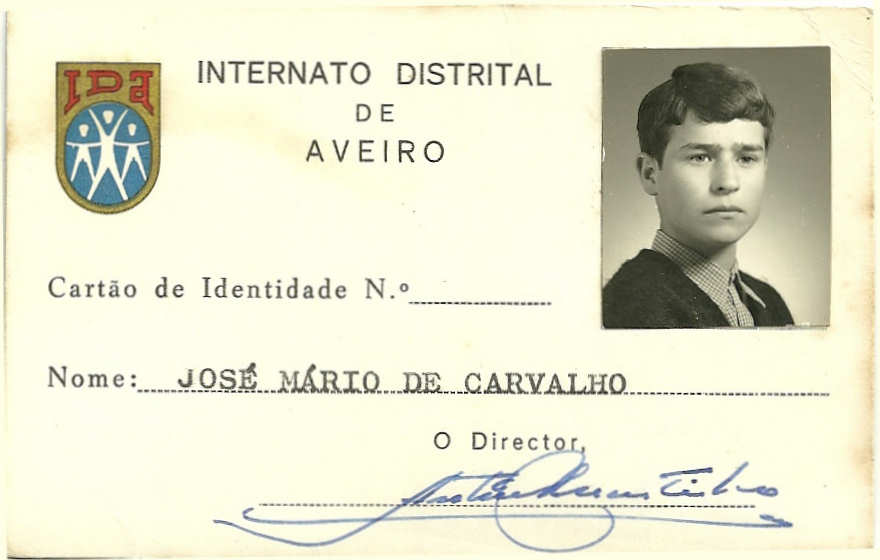 IDA
INTERNATO DISTRITAL
DE
AVEIRO
Cartão de Identidade N.º
Nome: JOSÉ MÁRIO DE CARVALHO
O Director,